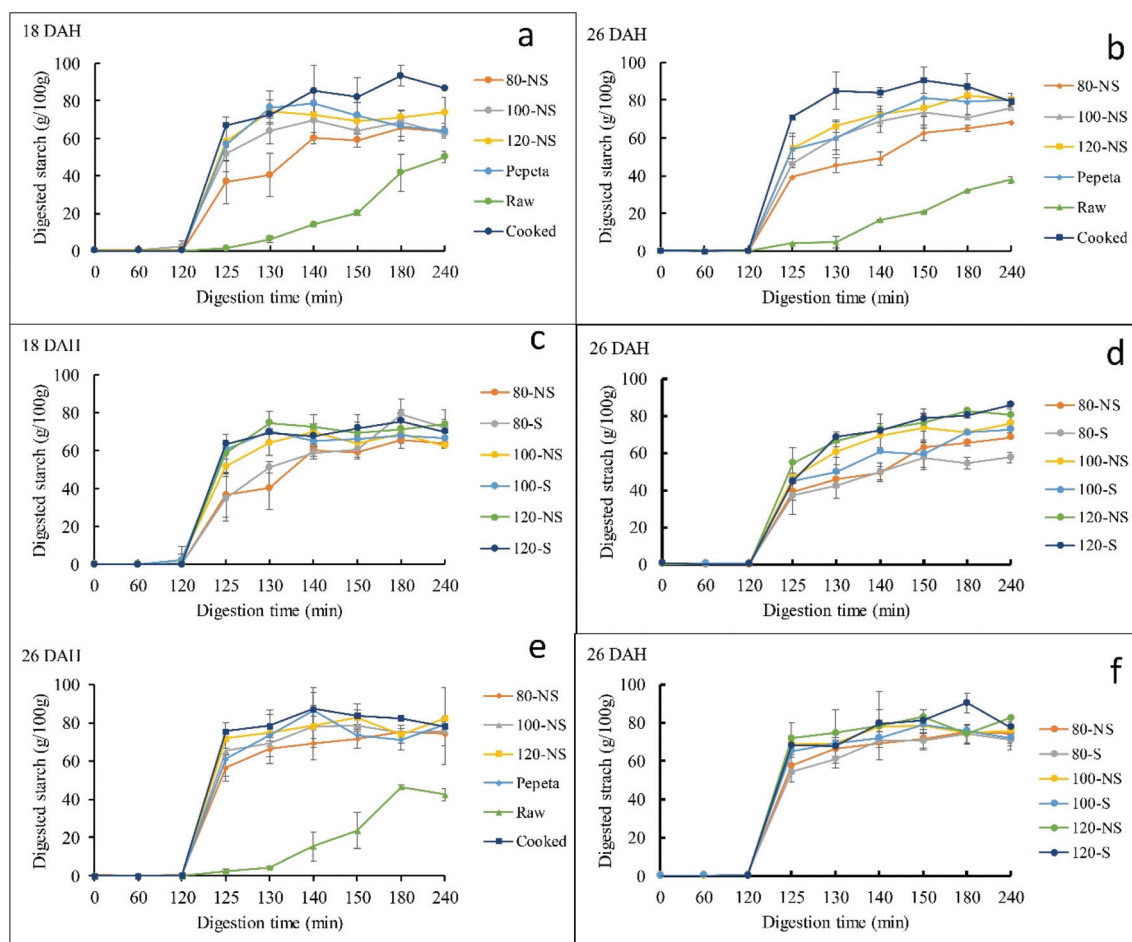 18 DAH
a
100
80
60
40
20
0
Digested starch (g/100g)
0 60 120 125 130 140 150 180 240
Digestion time (min)
80-NS
100-NS
120-NS
Pepeta
Raw
Cooked
26 DAH
b
100
80
60
40
20
0
Digested starch (g/100g)
0 60 120 125 130 140 150 180 240
Digestion time (min)
80-NS
100-NS
120-NS
Pepeta
Raw
Cooked
18 DAH
c
100
80
60
40
20
0
Digested starch (g/100g)
0 60 120 125 130 140 150 180 240
Digestion time (min)
80-NS
80-S
100-NS
100-S
120-NS
120-S
26 DAH
d
100
80
60
40
20
0
Digested strach (g/100g)
0 60 120 125 130 140 150 180 240
Digestion time (min)
80-NS
80-S
100-NS
100-S
120-NS
120-S
26 DAH
e
100
80
60
40
20
0
Digested starch (g/100g)
0 60 120 125 130 140 150 180 240
Digestion time (min)
80-NS
100-NS
120-NS
Pepeta
Raw
Cooked
26 DAH
f
100
80
60
40
20
0
Digested strach (g/100g)
0 60 120 125 130 140 150 180 240
Digestion time (min)
80-NS
80-S
100-NS
100-S
120-NS
120-S